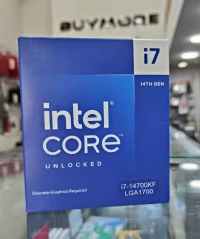 BUYMORE
i7
14TH GEN
intel
CORE
UNLOCKED
Discrete Graphics Required
i7-14700KF
LGA1700